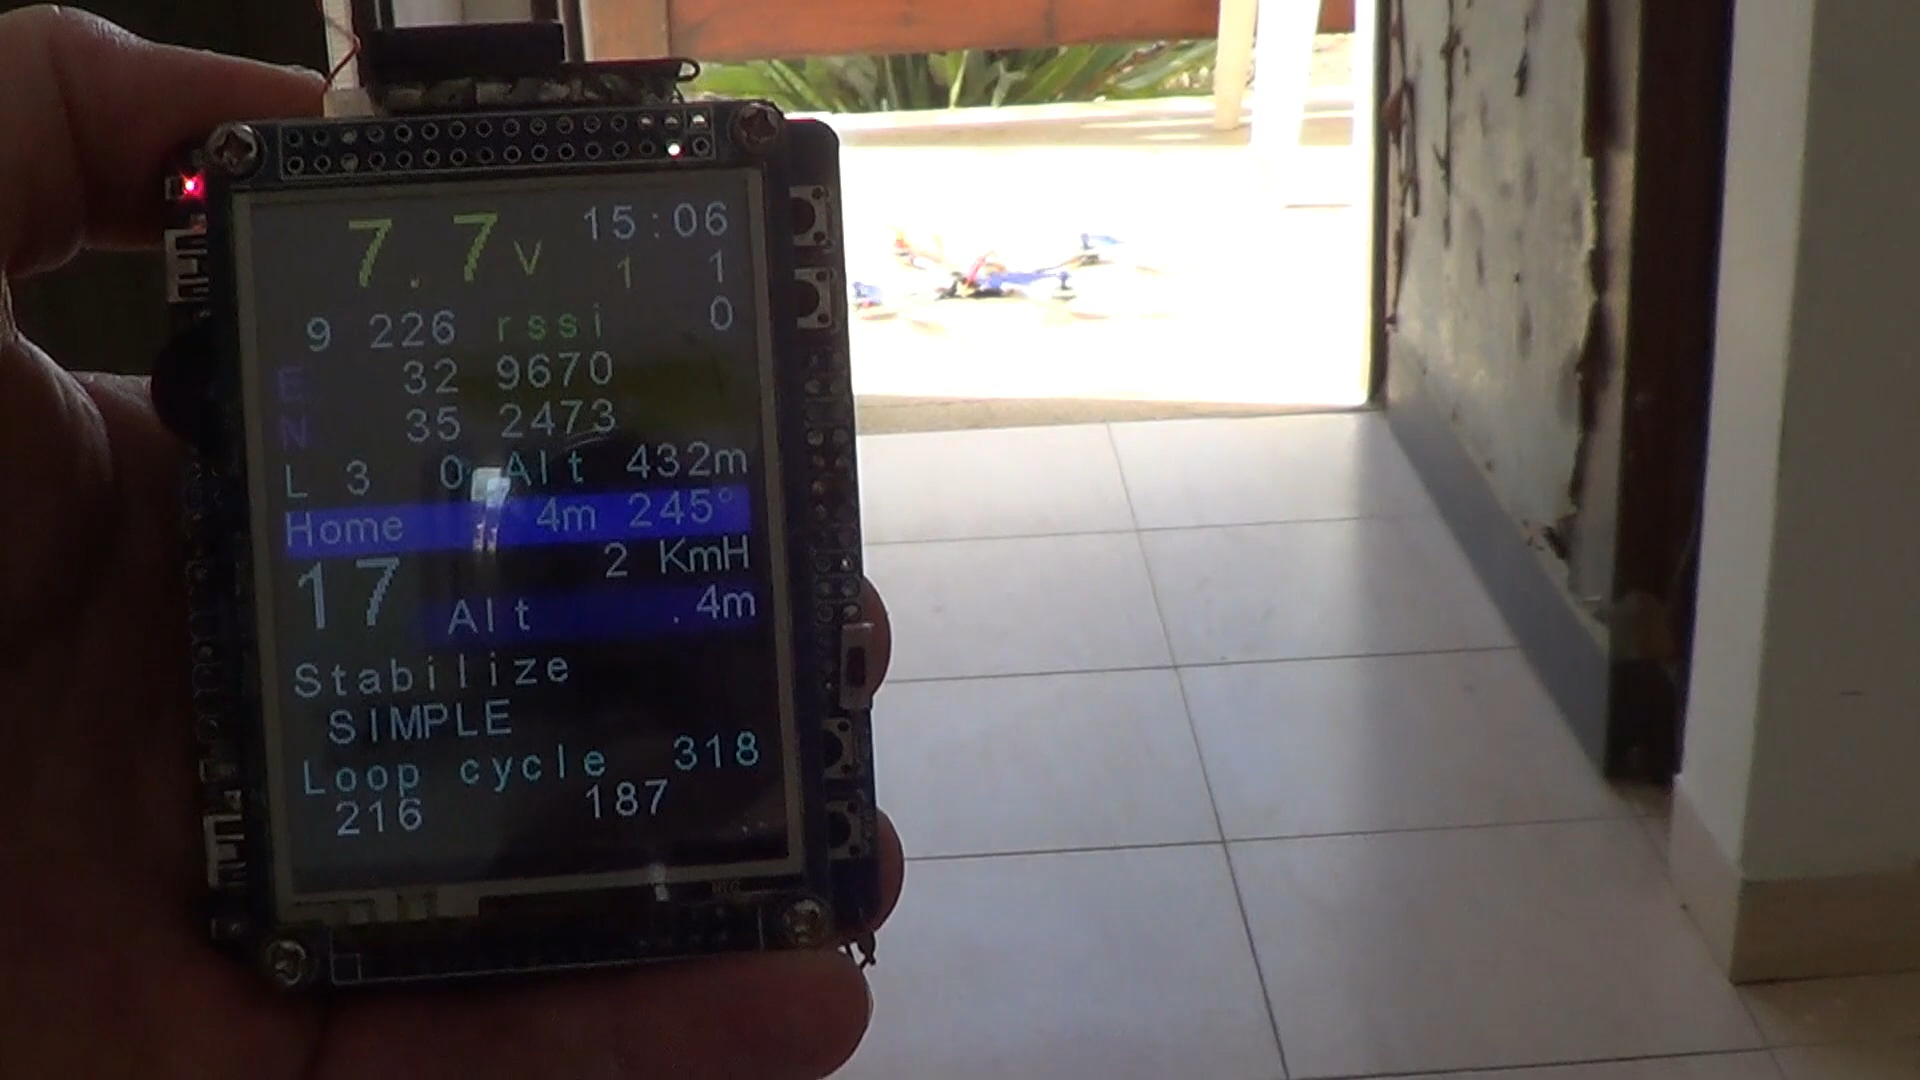 7.7V 15:06
1 1
9 226 rssi 0
E 32 9670
N 35 2473
L 3 0 Alt 432m
Home 4m 245°
17 2 KmH
Alt .4m
Stabilize
SIMPLE
Loop cycle 318
216 187